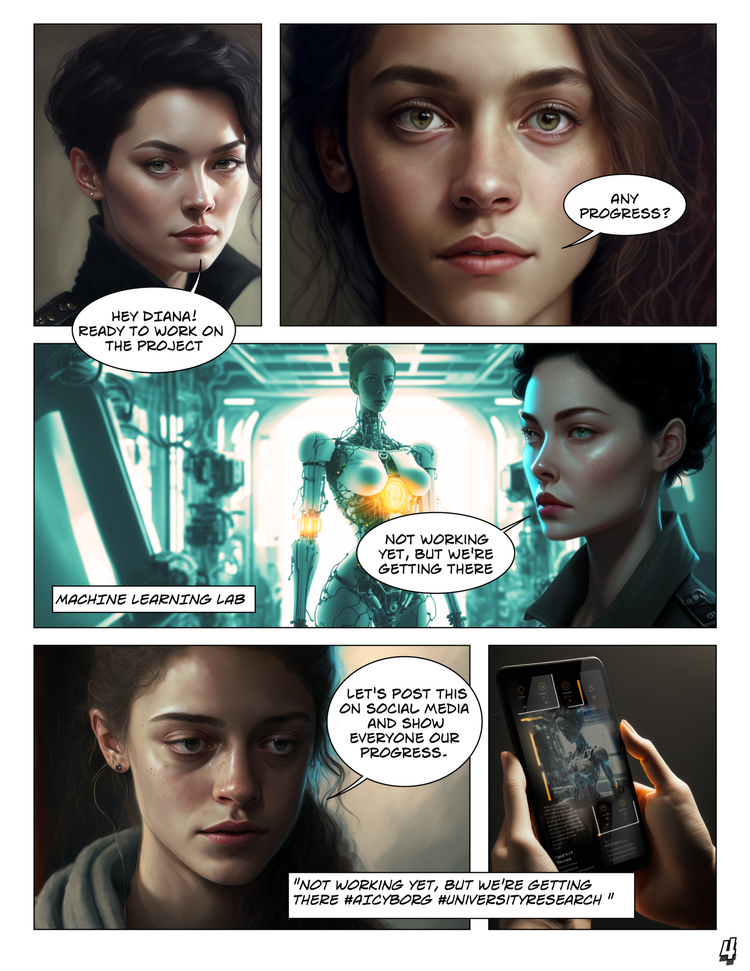 HEY DIANA!
READY TO WORK ON
THE PROJECT
ANY
PROGRESS?
NOT WORKING
YET, BUT WE'RE
GETTING THERE
MACHINE LEARNING LAB
LET'S POST THIS
ON SOCIAL MEDIA
AND SHOW
EVERYONE OUR
PROGRESS.
"NOT WORKING YET, BUT WE'RE GETTING
THERE #AICYBORG #UNIVERSITYRESEARCH "
4